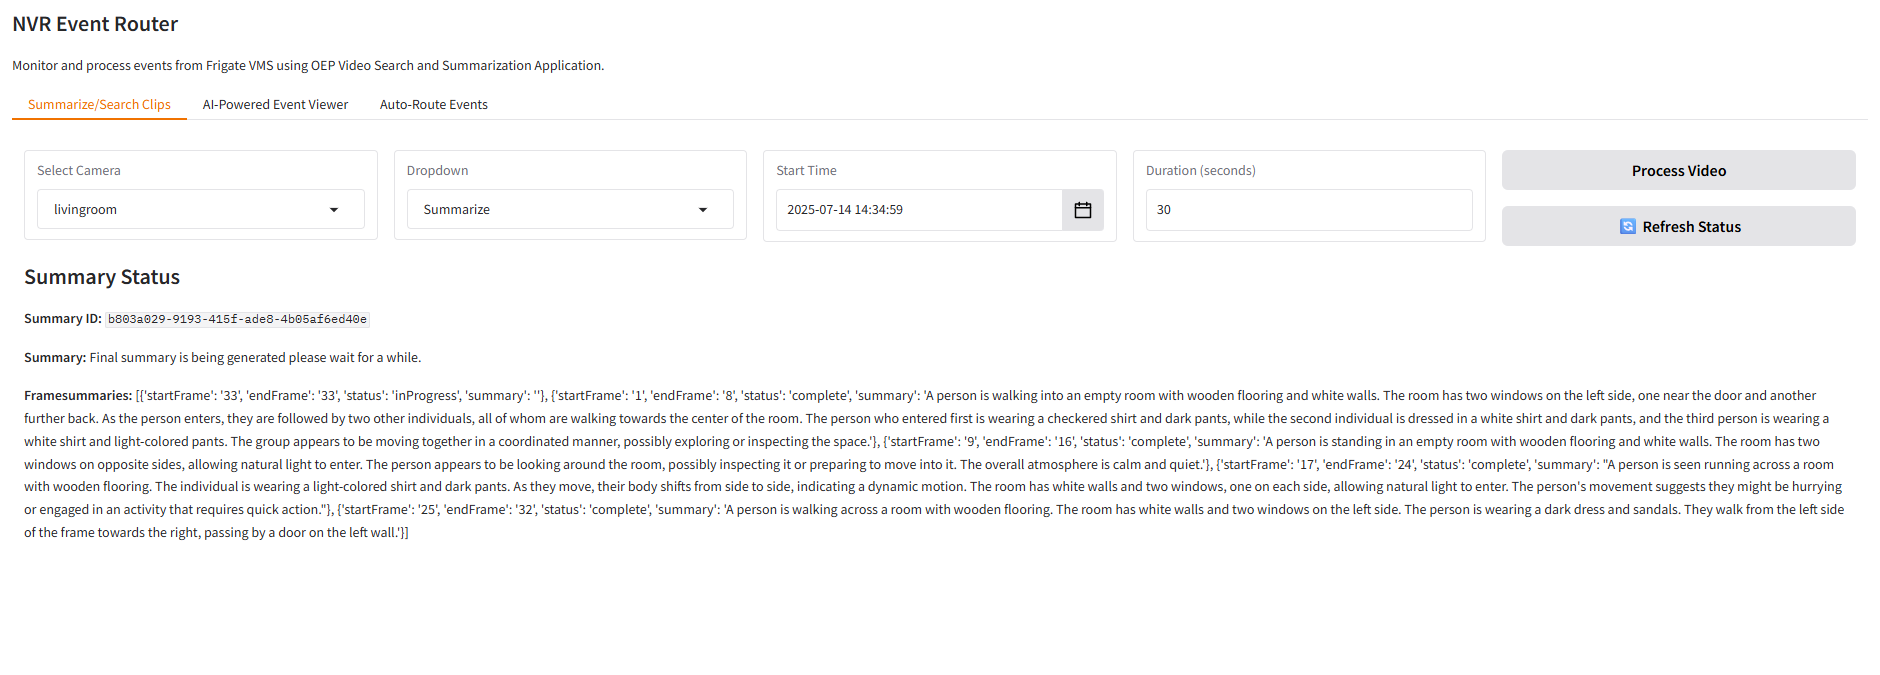 NVR Event Router
Monitor and process events from Frigate VMS using OEP Video Search and Summarization Application.
Summarize/Search Clips
AI-Powered Event Viewer
Auto-Route Events
Select Camera
livingroom
Dropdown
Summarize
Start Time
2025-07-14 14:34:59
Duration (seconds)
30
Process Video
Refresh Status
Summary Status
Summary ID: b803a029-9193-415f-ade8-4b05af6ed40e
Summary: Final summary is being generated please wait for a while.
Framesummaries: [{'startFrame': '33', 'endFrame': '33', 'status': 'inProgress', 'summary': ''}, {'startFrame': '1', 'endFrame': '8', 'status': 'complete', 'summary': 'A person is walking into an empty room with wooden flooring and white walls. The room has two windows on the left side, one near the door and another
further back. As the person enters, they are followed by two other individuals, all of whom are walking towards the center of the room. The person who entered first is wearing a checkered shirt and dark pants, while the second individual is dressed in a white shirt and dark pants, and the third person is wearing a
white shirt and light-colored pants. The group appears to be moving together in a coordinated manner, possibly exploring or inspecting the space.'}, {'startFrame': '9', 'endFrame': '16', 'status': 'complete', 'summary': 'A person is standing in an empty room with wooden flooring and white walls. The room has two
windows on opposite sides, allowing natural light to enter. The person appears to be looking around the room, possibly inspecting it or preparing to move into it. The overall atmosphere is calm and quiet.'}, {'startFrame': '17', 'endFrame': '24', 'status': 'complete', 'summary': "A person is seen running across a room
with wooden flooring. The individual is wearing a light-colored shirt and dark pants. As they move, their body shifts from side to side, indicating a dynamic motion. The room has white walls and two windows, one on each side, allowing natural light to enter. The person's movement suggests they might be hurrying
or engaged in an activity that requires quick action."}, {'startFrame': '25', 'endFrame': '32', 'status': 'complete', 'summary': 'A person is walking across a room with wooden flooring. The room has white walls and two windows on the left side. The person is wearing a dark dress and sandals. They walk from the left side
of the frame towards the right, passing by a door on the left wall.'}]